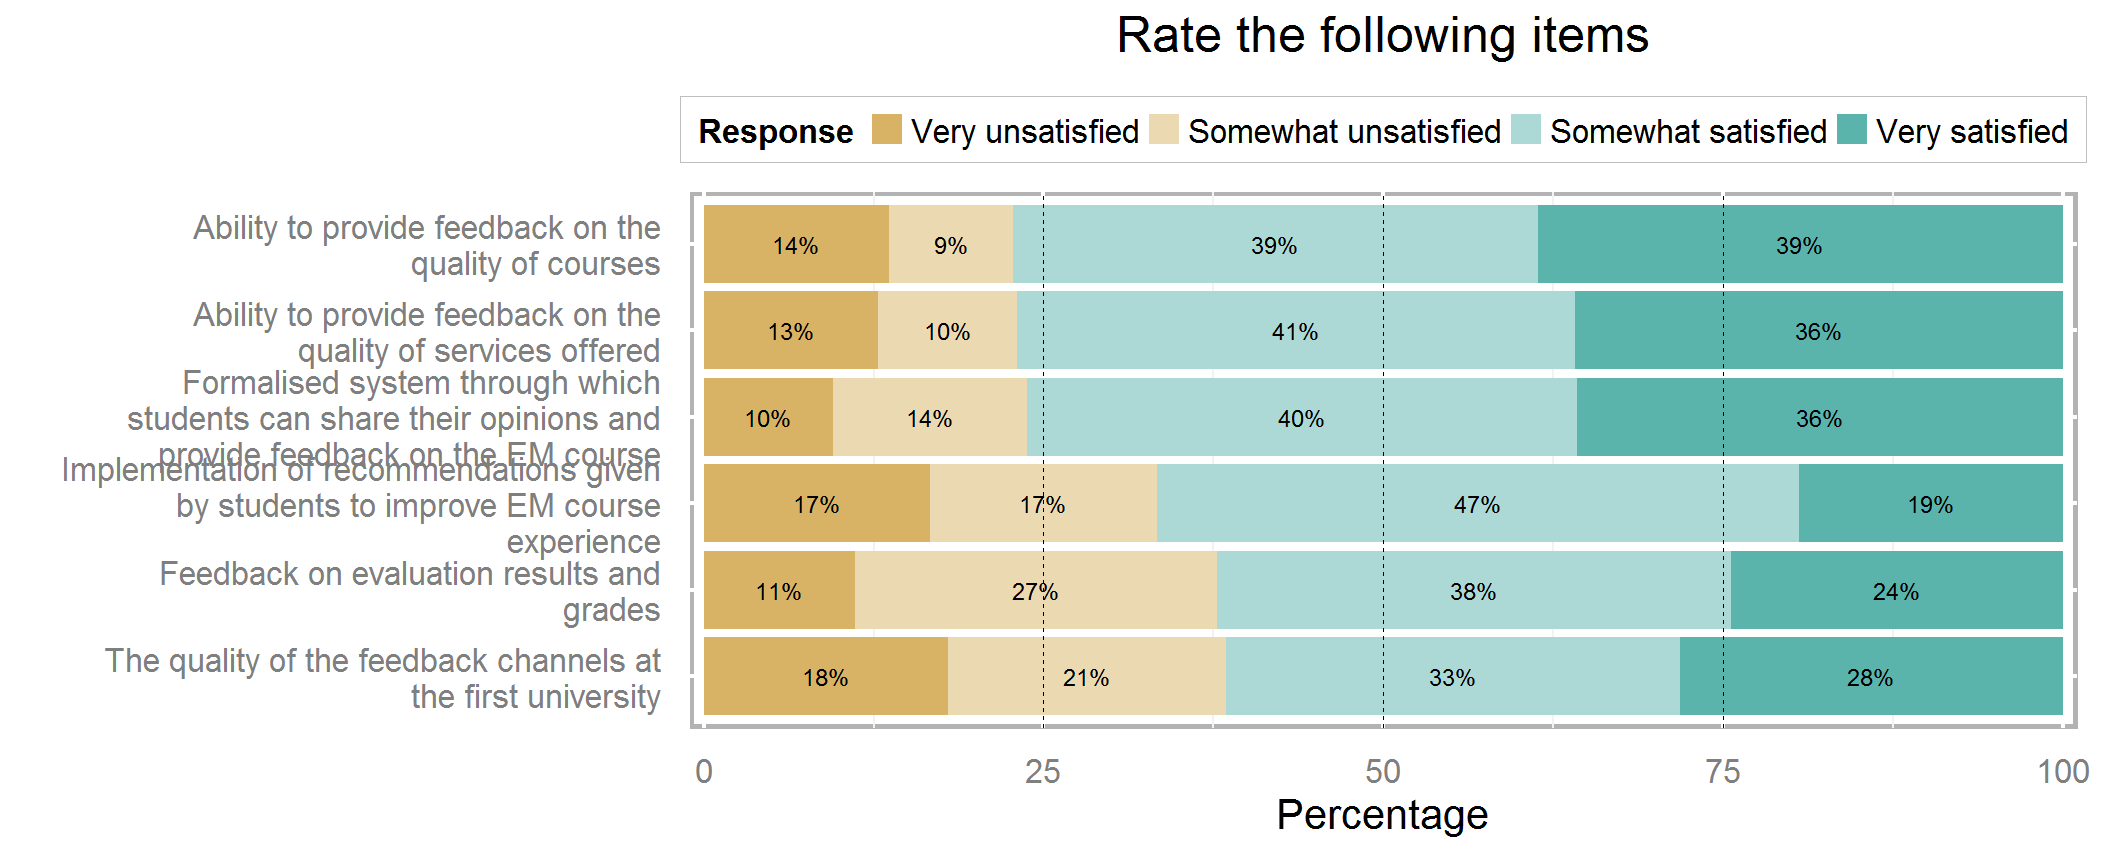 Rate the following items
Response Very unsatisfied Somewhat unsatisfied Somewhat satisfied Very satisfied
Ability to provide feedback on the
quality of courses
14% 9% 39% 39%
Ability to provide feedback on the
quality of services offered
13% 10% 41% 36%
Formalised system through which
students can share their opinions and
provide feedback on the EM course
10% 14% 40% 36%
Implementation of recommendations given
by students to improve EM course
experience
17% 17% 47% 19%
Feedback on evaluation results and
grades
11% 27% 38% 24%
The quality of the feedback channels at
the first university
18% 21% 33% 28%
0 25 50 75 100
Percentage